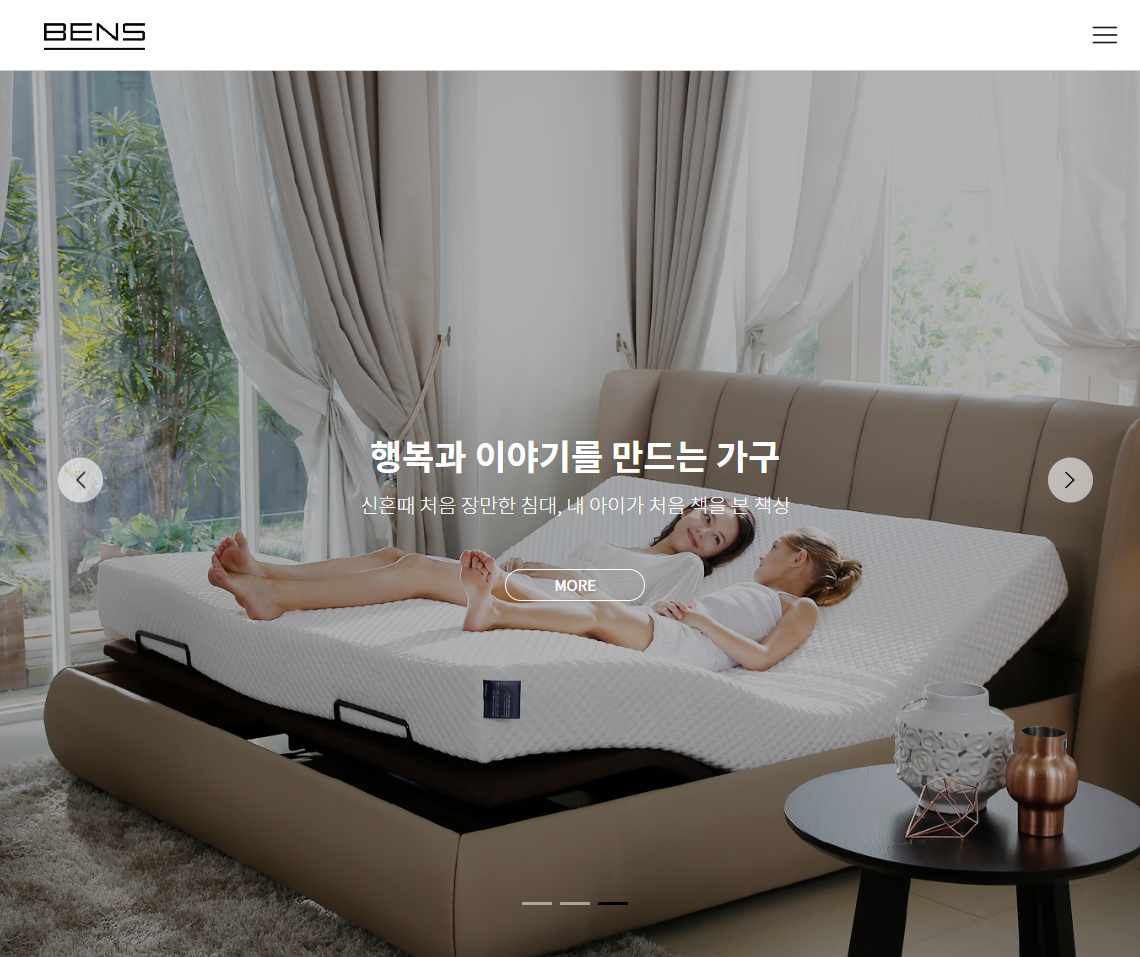 BENS
행복과 이야기를 만드는 가구
신혼때 처음 장만한 침대, 내 아이가 처음 책을 본 책상
MORE